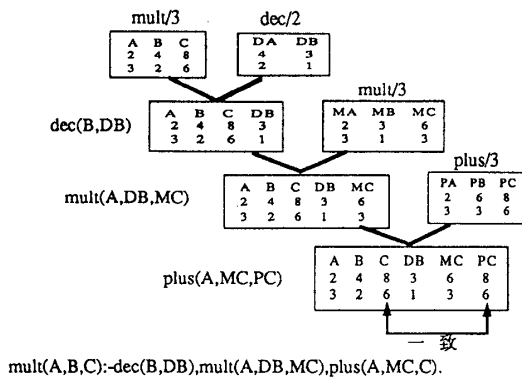 mult/3
dec/2
A B C
2 4 8
3 2 6
DA DB
4 3
2 1
mult/3
dec(B,DB)
A B C DB
2 4 8 3
3 2 6 1
MA MB MC
2 3 6
3 1 3
plus/3
mult(A,DB,MC)
A B C DB MC
2 4 8 3 6
3 2 6 1 3
PA PB PC
2 6 8
3 3 6
plus(A,MC,PC)
A B C DB MC PC
2 4 8 3 6 8
3 2 6 1 3 6
一 致
mult(A,B,C):-dec(B,DB),mult(A,DB,MC),plus(A,MC,C).